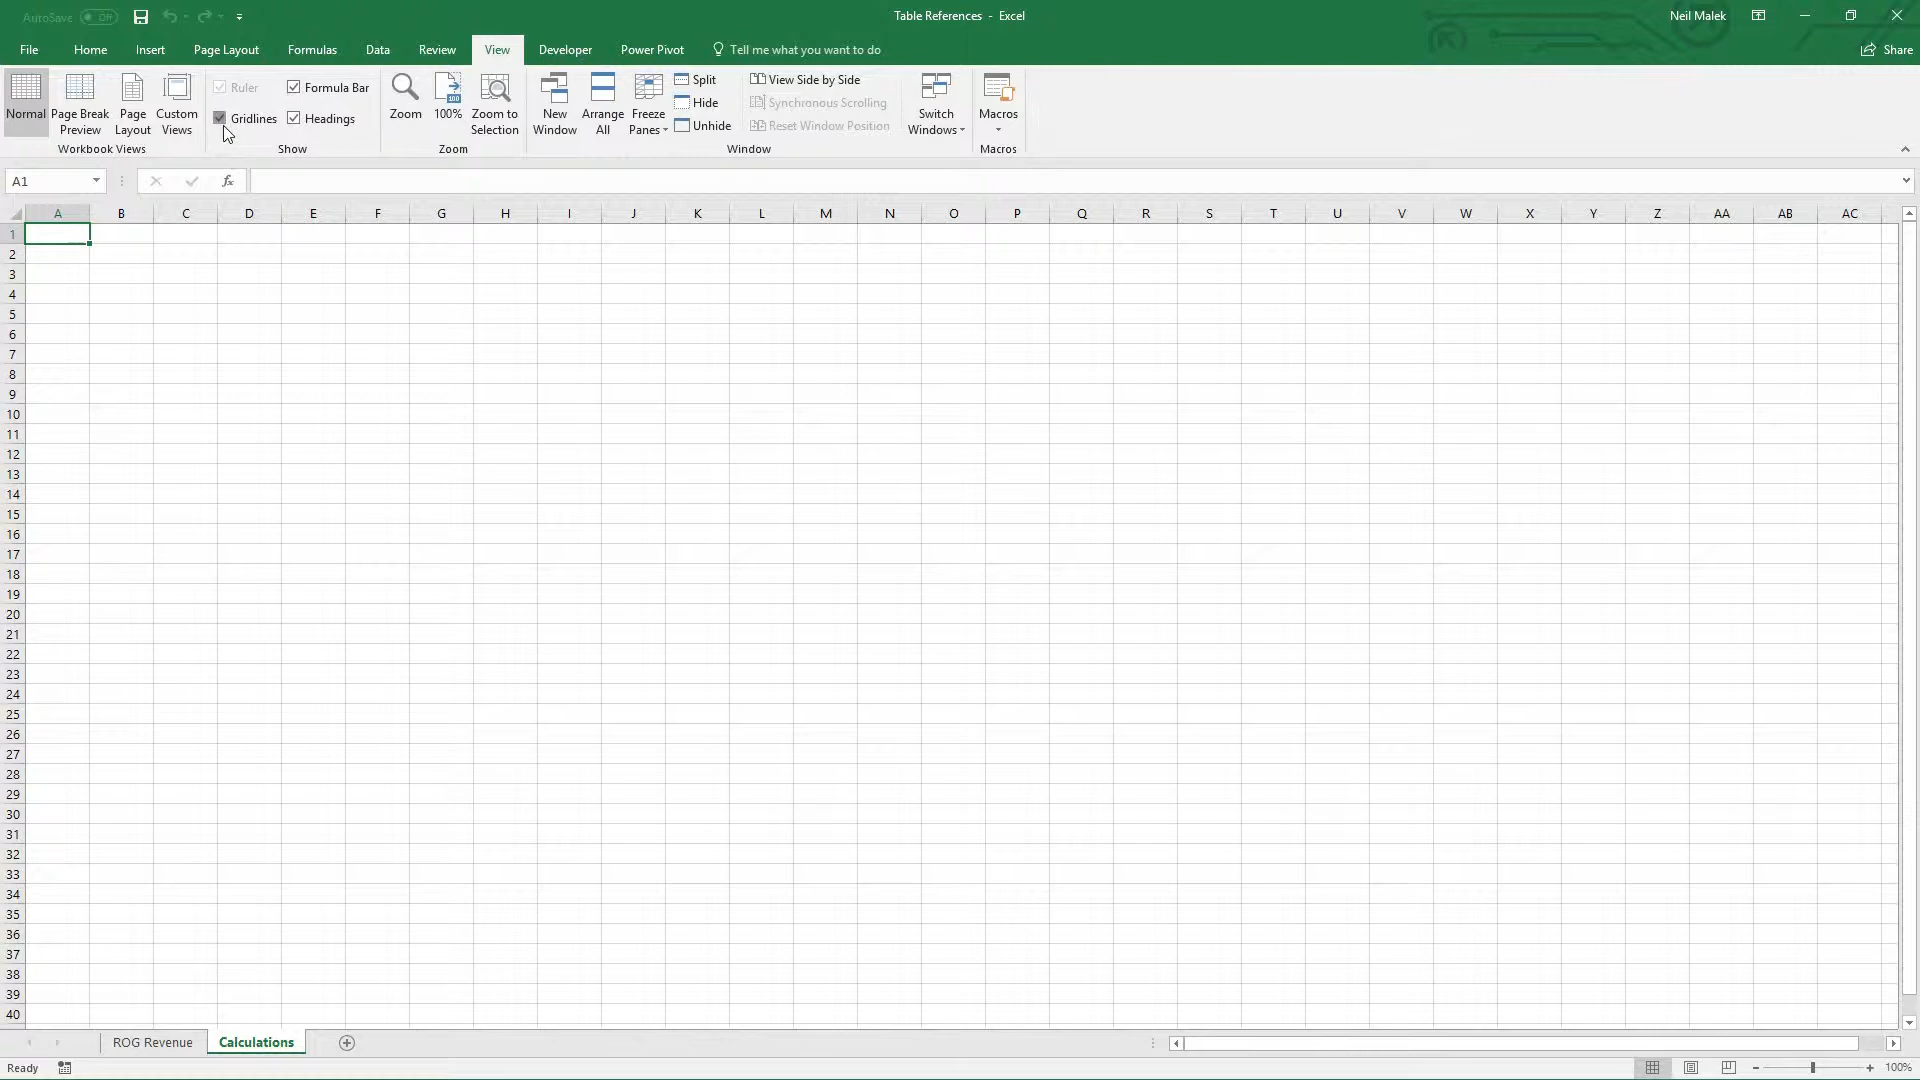 AutoSave Off
Table References - Excel
Neil Malek
File Home Insert Page Layout Formulas Data Review View Developer Power Pivot Tell me what you want to do Share
Normal
Page Break Preview
Page Layout
Custom Views
Workbook Views
Ruler
Formula Bar
Gridlines
Headings
Show
Zoom
100
100%
Zoom to Selection
Zoom
New Window
Arrange All
Freeze Panes
Split
Hide
Unhide
View Side by Side
Synchronous Scrolling
Reset Window Position
Switch Windows
Window
Macros
Macros
A1
fx
A B C D E F G H I J K L M N O P Q R S T U V W X Y Z AA AB AC
1
2
3
4
5
6
7
8
9
10
11
12
13
14
15
16
17
18
19
20
21
22
23
24
25
26
27
28
29
30
31
32
33
34
35
36
37
38
39
40
ROG Revenue Calculations
Ready
100%